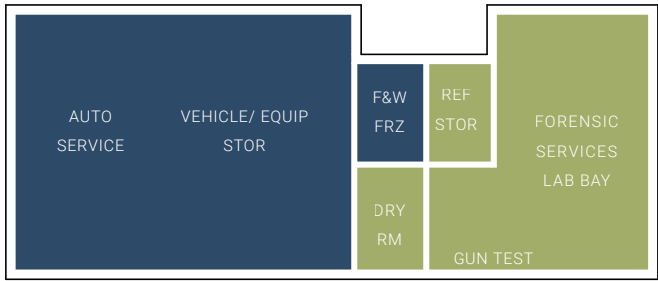 AUTO
SERVICE
VEHICLE/ EQUIP
STOR
F&W
FRZ
REF
STOR
DRY
RM
FORENSIC
SERVICES
LAB BAY
GUN TEST